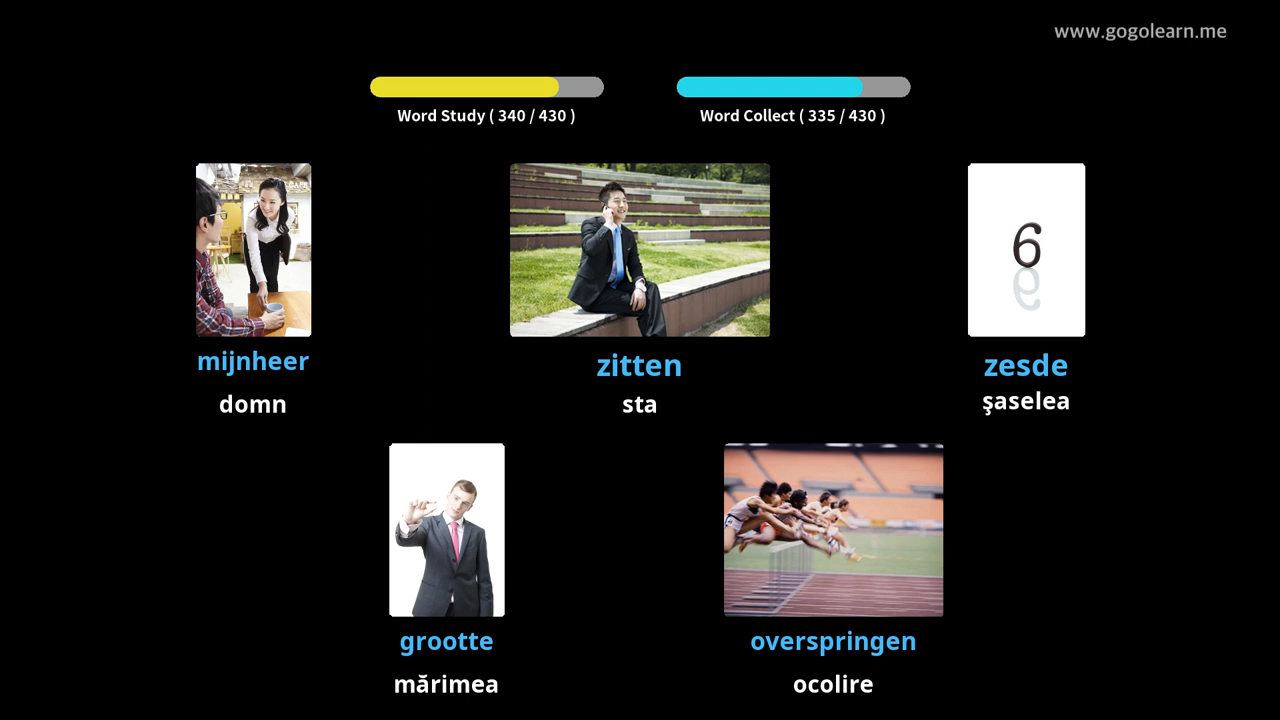 www.gogolearn.me
Word Study ( 340 / 430 )
Word Collect ( 335 / 430 )
mijnheer
domn
zitten
sta
6
zesde
şaselea
grootte
mărimea
overspringen
ocolire